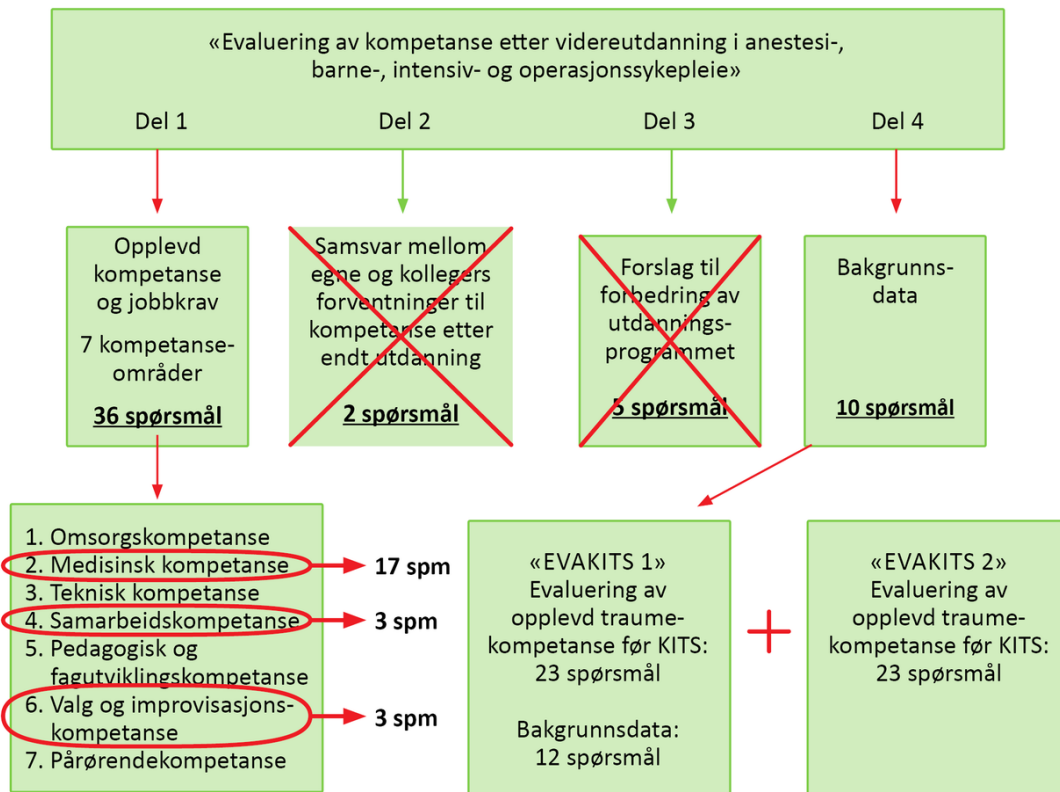 «Evaluering av kompetanse etter videreutdanning i anestesi-,
barne-, intensiv- og operasjonssykepleie»
Del 1
Del 2
Del 3
Del 4
Opplevd
kompetanse
og jobbkrav
7 kompetanse-
områder
36 spørsmål
Samsvar mellom
egne og kollegers
forventninger til
kompetanse etter
endt utdanning
2 spørsmål
Forslag til
forbedring av
utdannings-
programmet
5 spørsmål
Bakgrunns-
data
10 spørsmål
1. Omsorgskompetanse
2. Medisinsk kompetanse
3. Teknisk kompetanse
4. Samarbeidskompetanse
5. Pedagogisk og
fagutviklingskompetanse
6. Valg og improvisasjons-
kompetanse
7. Pårørendekompetanse
17 spm
3 spm
3 spm
«EVAKITS 1»
Evaluering av
opplevd traume-
kompetanse før KITS:
23 spørsmål
Bakgrunnsdata:
12 spørsmål
«EVAKITS 2»
Evaluering av
opplevd traume-
kompetanse før KITS:
23 spørsmål